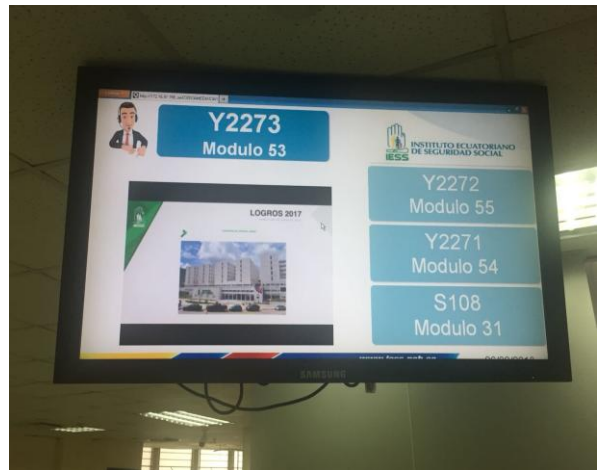 Y2273
Modulo 53
IESS
INSTITUTO ECUATORIANO
DE SEGURIDAD SOCIAL
Y2272
Modulo 55
LOGROS 2017
Y2271
Modulo 54
S108
Modulo 31
SAMSUNG